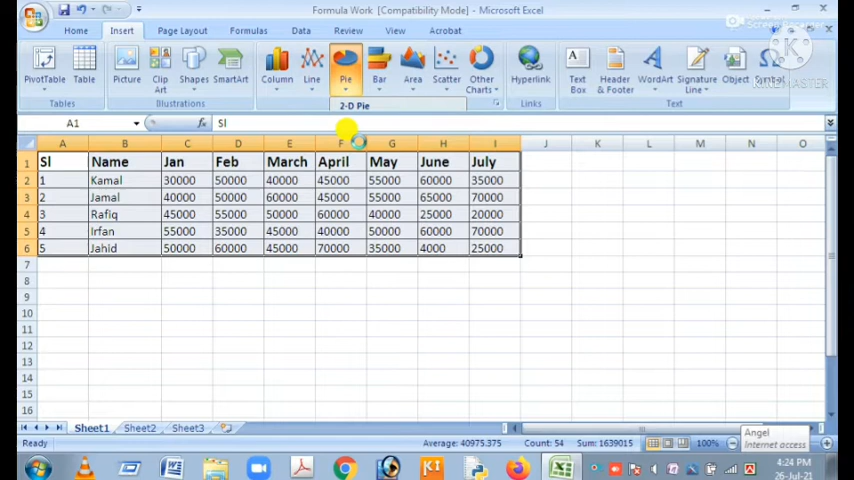 Formula Work [Compatibility Mode] - Microsoft Excel
Home Insert Page Layout Formulas Data Review View Acrobat
PivotTable Table Picture Clip Art Shapes SmartArt Column Line Pie Bar Area Scatter Other Charts Hyperlink Text Box Header & Footer WordArt Signature Line Object Symbol
KINEMASTER
Tables Illustrations 2-D Pie Links Text
A1 fx Sl
A B C D E F G H I J K L M N O
1 Sl Name Jan Feb March April May June July
2 1 Kamal 30000 50000 40000 45000 55000 60000 35000
3 2 Jamal 40000 50000 60000 45000 55000 65000 70000
4 3 Rafiq 45000 55000 50000 60000 40000 25000 20000
5 4 Irfan 55000 35000 45000 40000 50000 60000 70000
6 5 Jahid 50000 60000 45000 70000 35000 4000 25000
7
8
9
10
11
12
13
14
15
16
Sheet1 Sheet2 Sheet3
Ready Average: 40975.375 Count: 54 Sum: 1639015 100%
Angel
Internet access
4:24 PM
26-Jul-21